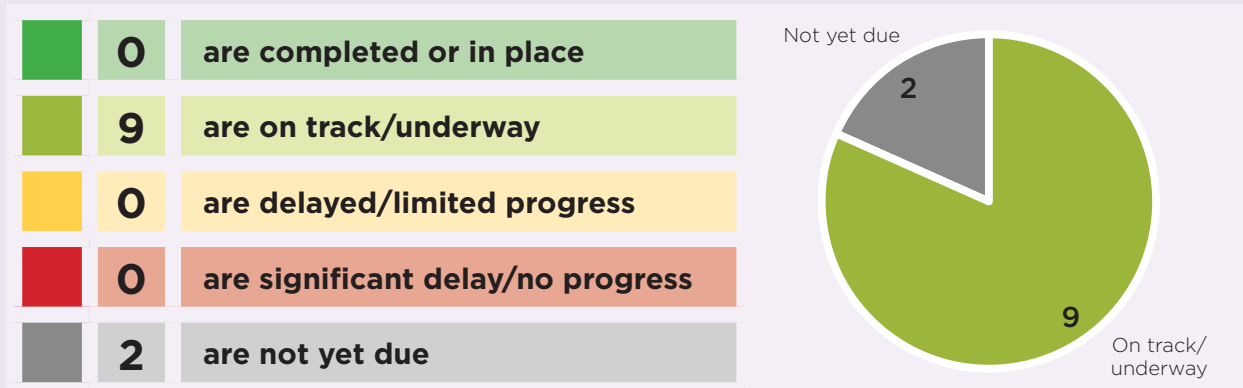 0 are completed or in place
9 are on track/underway
0 are delayed/limited progress
0 are significant delay/no progress
2 are not yet due
Not yet due
2
9
On track/
underway